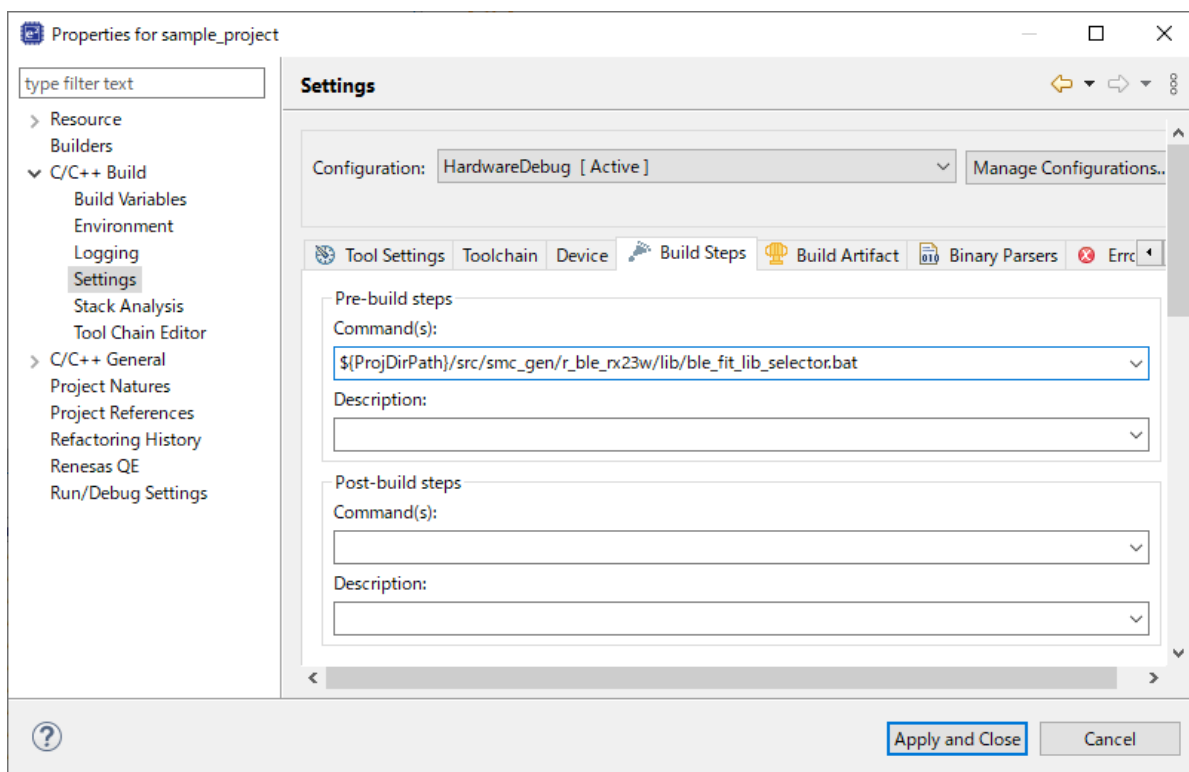 Properties for sample_project
type filter text
Resource
Builders
C/C++ Build
Build Variables
Environment
Logging
Settings
Stack Analysis
Tool Chain Editor
C/C++ General
Project Natures
Project References
Refactoring History
Renesas QE
Run/Debug Settings
Settings
Configuration: HardwareDebug [ Active ] Manage Configurations..
Tool Settings Toolchain Device Build Steps Build Artifact 010 Binary Parsers Errc
Pre-build steps
Command(s):
${ProjDirPath}/src/smc_gen/r_ble_rx23w/lib/ble_fit_lib_selector.bat
Description:
Post-build steps
Command(s):
Description:
? Apply and Close Cancel